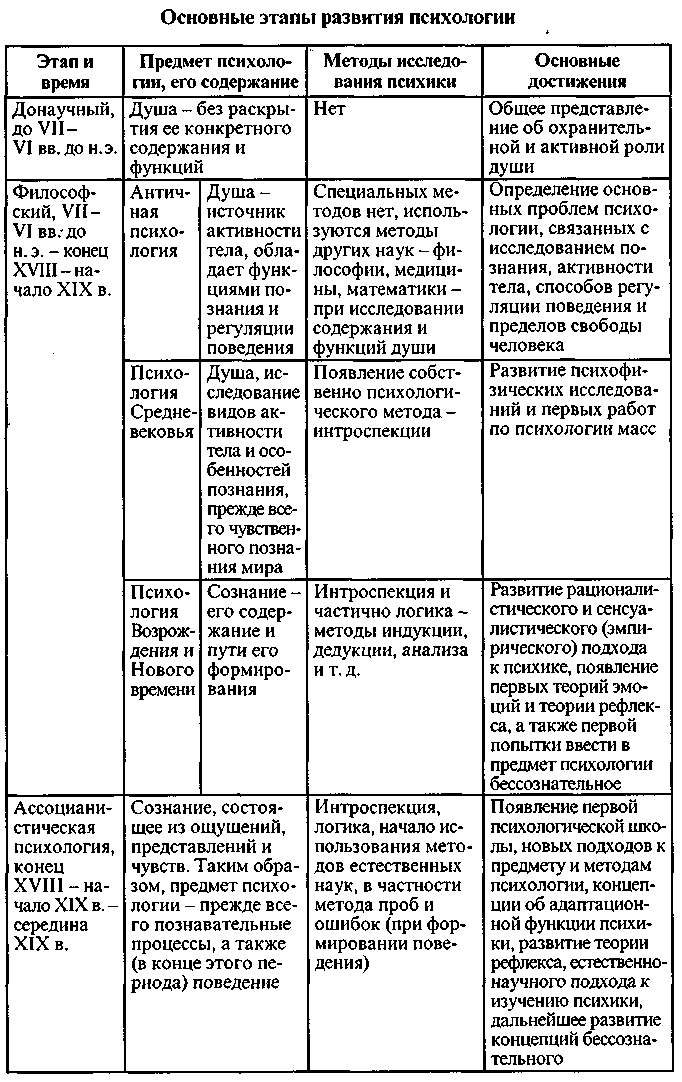 Основные этапы развития психологии
Этап и
время
Предмет психоло-
гии, его содержание
Методы исследо-
вания психики
Основные
достижения
Донаучный,
до VII–
VI вв. до н.э.
Душа – без раскры-
тия ее конкретного
содержания и
функций
Нет
Общее представле-
ние об охранитель-
ной и активной роли
души
Философ-
ский, VII–
VI вв. до
н. э. – конец
XVIII – на-
чало XIX в.
Антич-
ная
психо-
логия
Душа –
источник
активности
тела, обла-
дает функ-
циями по-
знания и
регуляции
поведения
Специальных ме-
тодов нет, исполь-
зуются методы
других наук – фи-
лософии, медици-
ны, математики –
при исследовании
содержания и
функций души
Определение основ-
ных проблем психо-
логии, связанных с
исследованием по-
знания, активности
тела, способов регу-
ляции поведения и
пределов свободы
человека
Психо-
логия
Средне-
вековья
Душа, ис-
следование
видов ак-
тивности
тела и осо-
бенностей
познания,
прежде все-
го чувствен-
ного позна-
ния мира
Появление собст-
венно психологи-
ческого метода –
интроспекции
Развитие психофи-
зических исследова-
ний и первых работ
по психологии масс
Психо-
логия
Возрож-
дения и
Нового
времени
Сознание –
его содер-
жание и
пути его
формиро-
вания
Интроспекция и
частично логика –
методы индукции,
дедукции, анализа
и т. д.
Развитие рационали-
стического и сенсуа-
листического (эмпи-
рического) подхода
к психике, появление
первых теорий эмо-
ций и теории рефлек-
са, а также первой
попытки ввести в
предмет психологии
бессознательное
Ассоциани-
стическая
психология,
конец
XVIII – на-
чало XIX в. –
середина
XIX в.
Сознание, состоя-
щее из ощущений,
представлений и
чувств. Таким обра-
зом, предмет психо-
логии – прежде все-
го познавательные
процессы, а также
(в конце этого пе-
риода) поведение
Интроспекция,
логика, начало ис-
пользования мето-
дов естественных
наук, в частности
метода проб и
ошибок (при фор-
мировании пове-
дения)
Появление первой
психологической шко-
лы, новых подходов к
предмету и методам
психологии, концеп-
ции об адаптацион-
ной функции психи-
ки, развитие теории
рефлекса, естественно-
научного подхода к
изучению психики,
дальнейшее развитие
концепций бессозна-
тельного